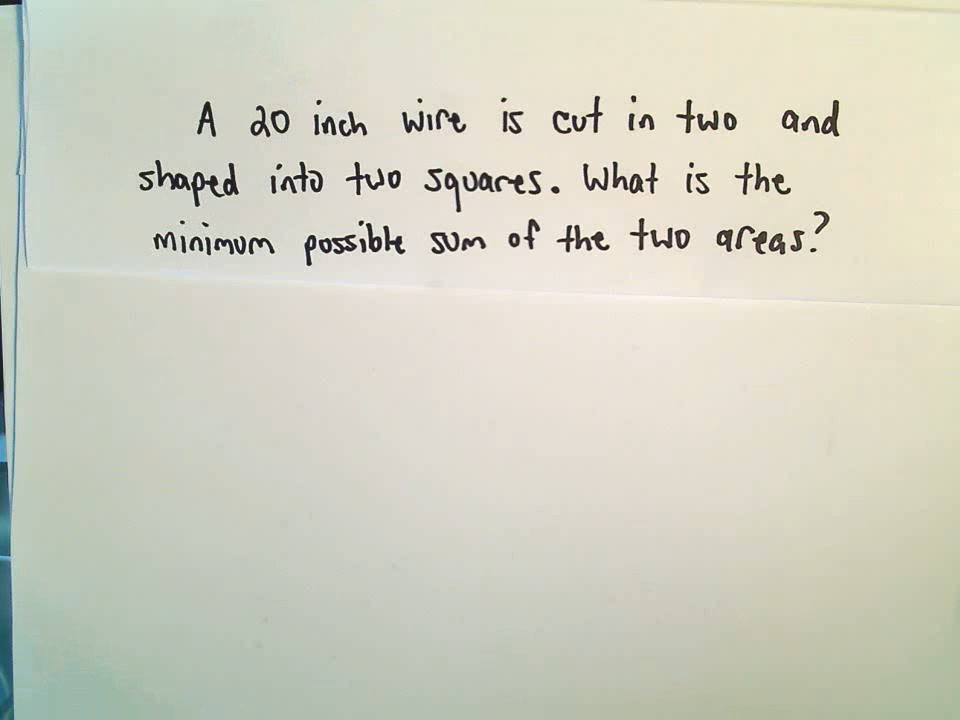 A 20 inch wire is cut in two and
shaped into two squares. What is the
minimum possible sum of the two areas?